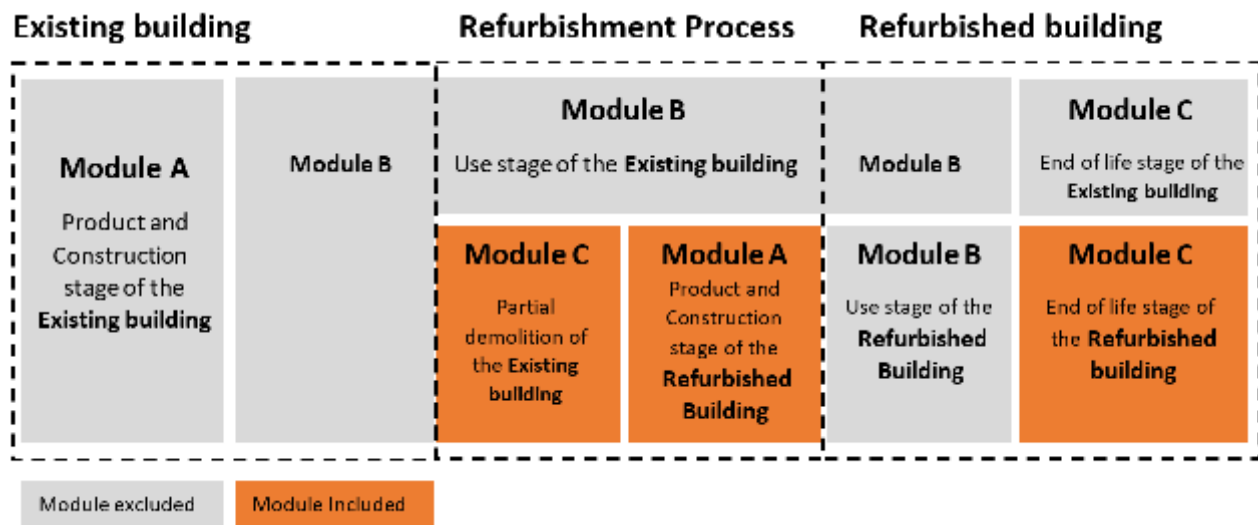 Existing building
Refurbishment Process
Refurbished building
Module A
Product and
Construction
stage of the
Existing building
Module B
Module B
Use stage of the Existing building
Module C
Partial
demolition of
the Existing
building
Module A
Product and
Construction
stage of the
Refurbished
Building
Module B
Module C
End of life stage of the
Existing building
Module B
Use stage of the
Refurbished
Building
Module C
End of life stage of
the Refurbished
building
Module excluded
Module Included